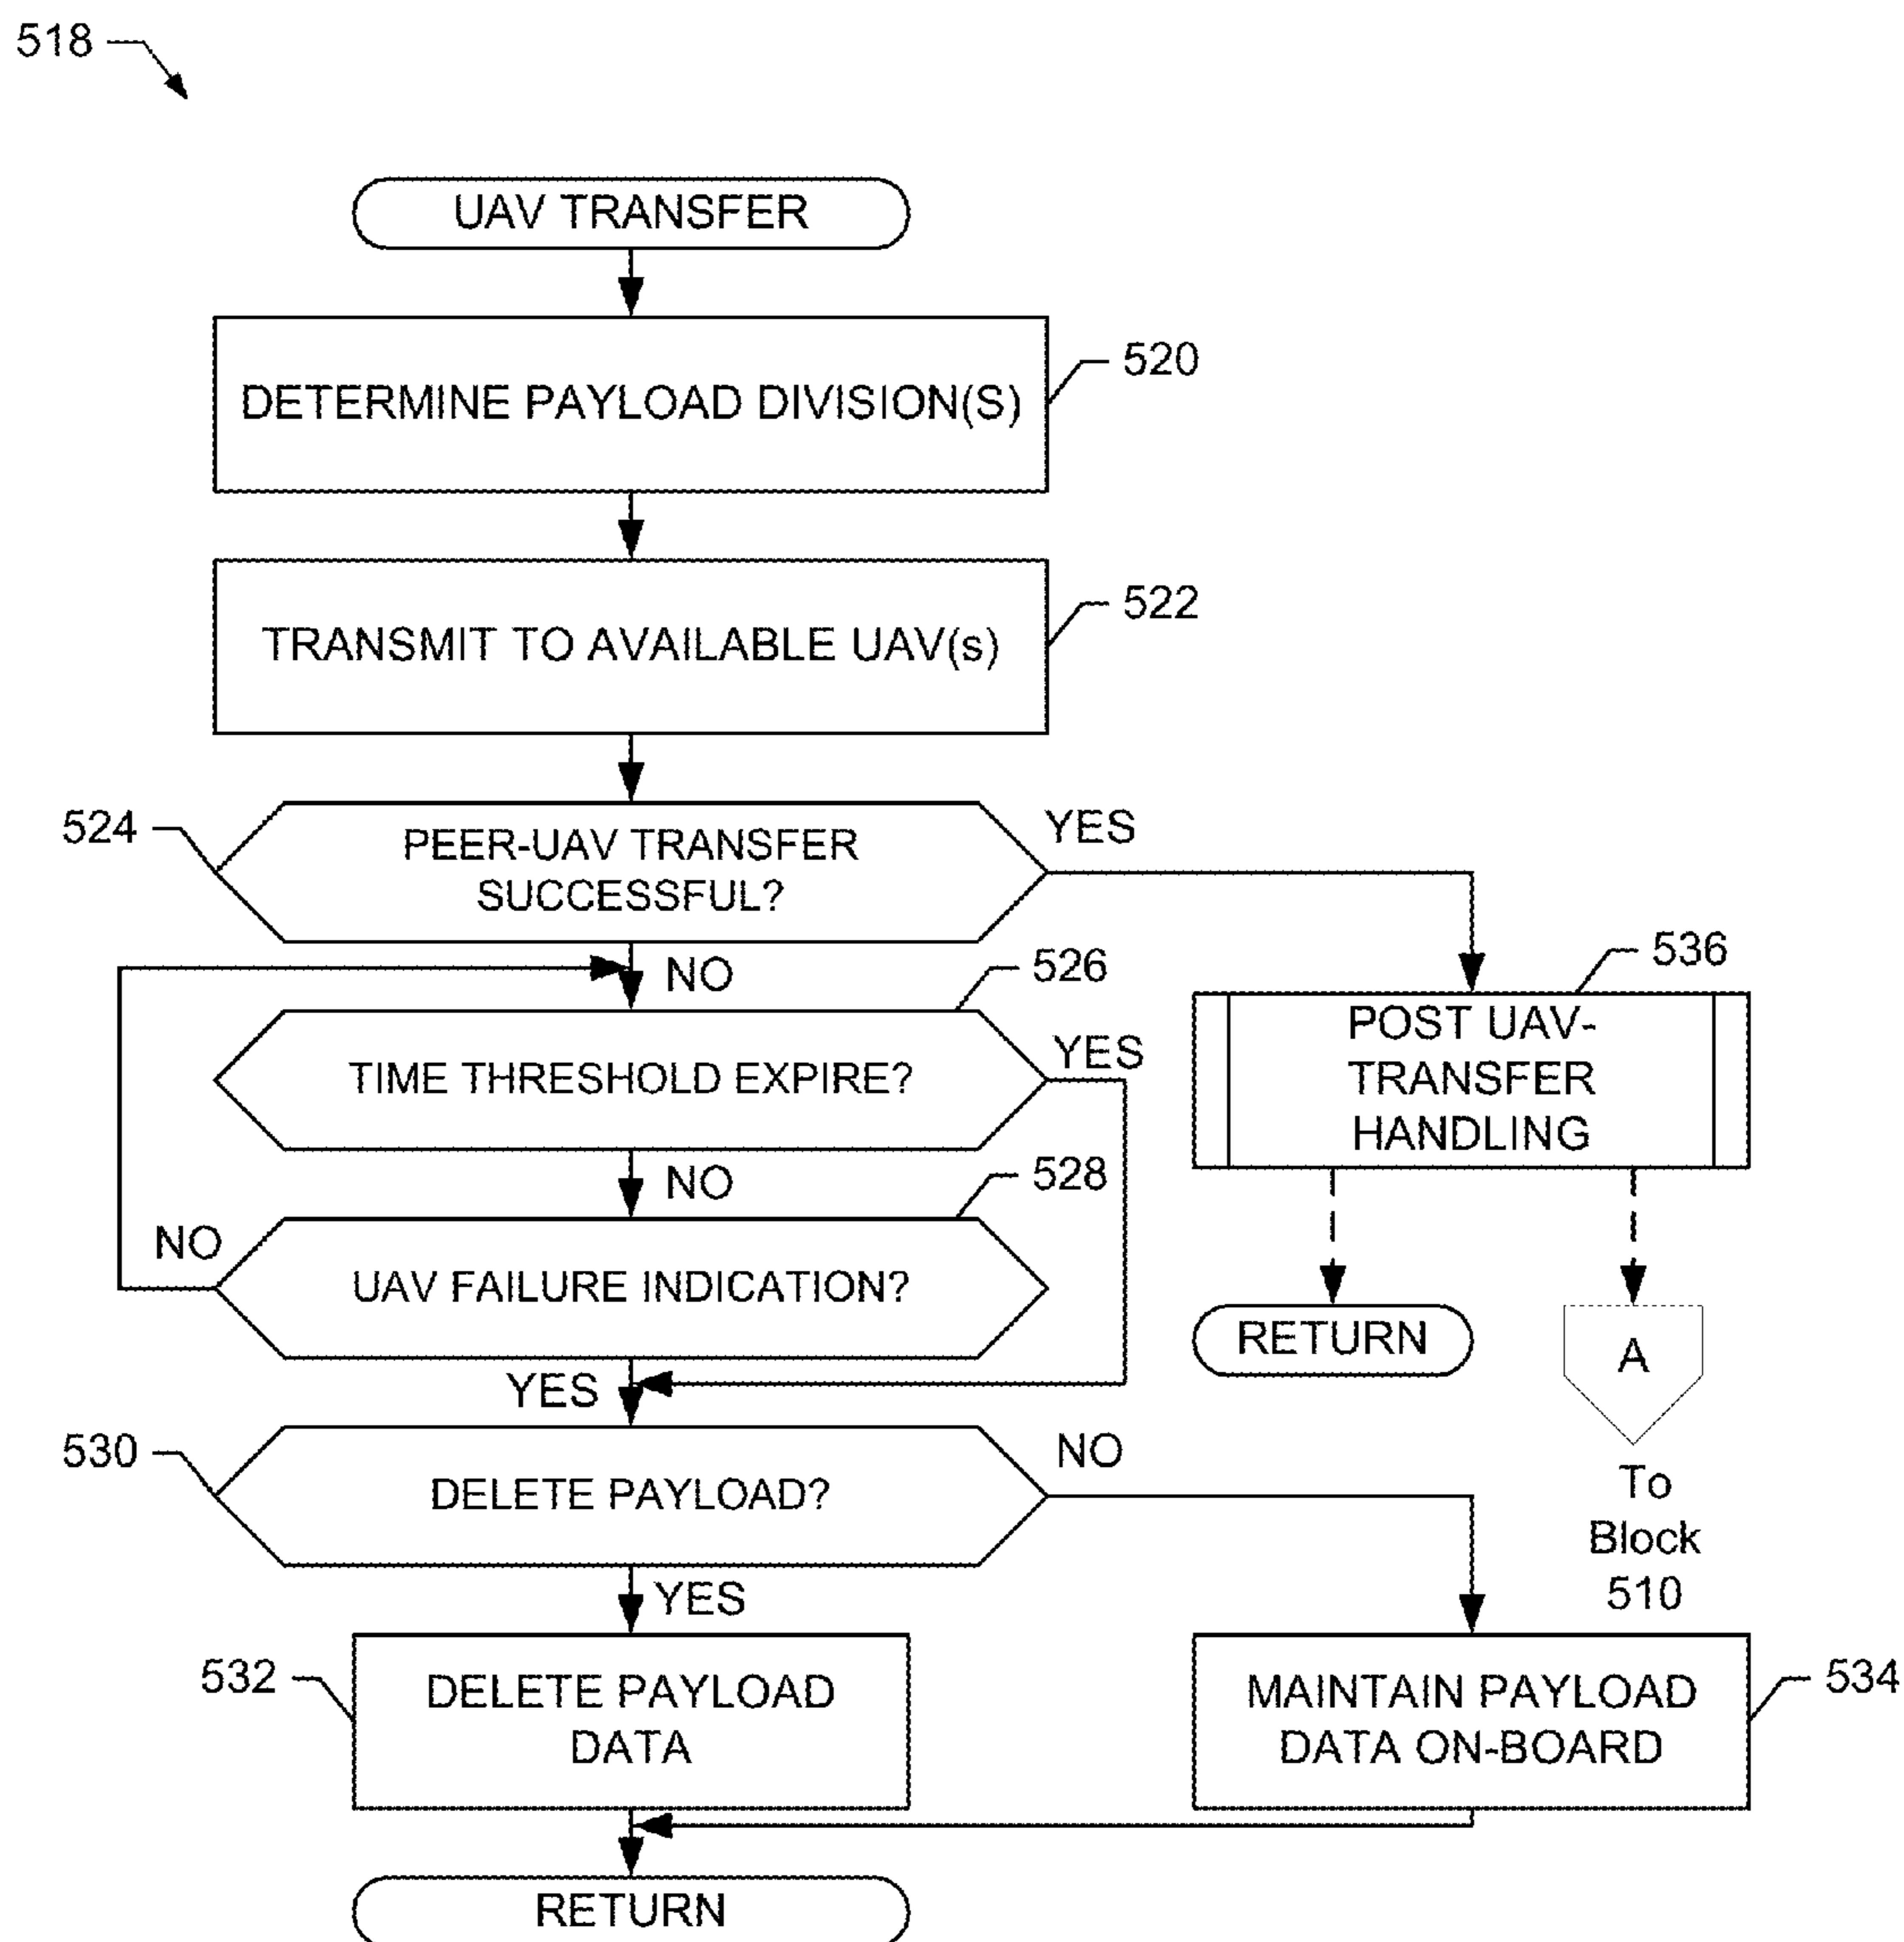 518
UAV TRANSFER
520
DETERMINE PAYLOAD DIVISION(S)
522
TRANSMIT TO AVAILABLE UAV(s)
524
PEER-UAV TRANSFER
SUCCESSFUL?
YES
NO
526
536
TIME THRESHOLD EXPIRE?
YES
POST UAV-
TRANSFER
HANDLING
NO
528
NO
UAV FAILURE INDICATION?
RETURN
A
YES
To
Block
510
530
DELETE PAYLOAD?
NO
YES
532
DELETE PAYLOAD
DATA
MAINTAIN PAYLOAD
DATA ON-BOARD
534
RETURN